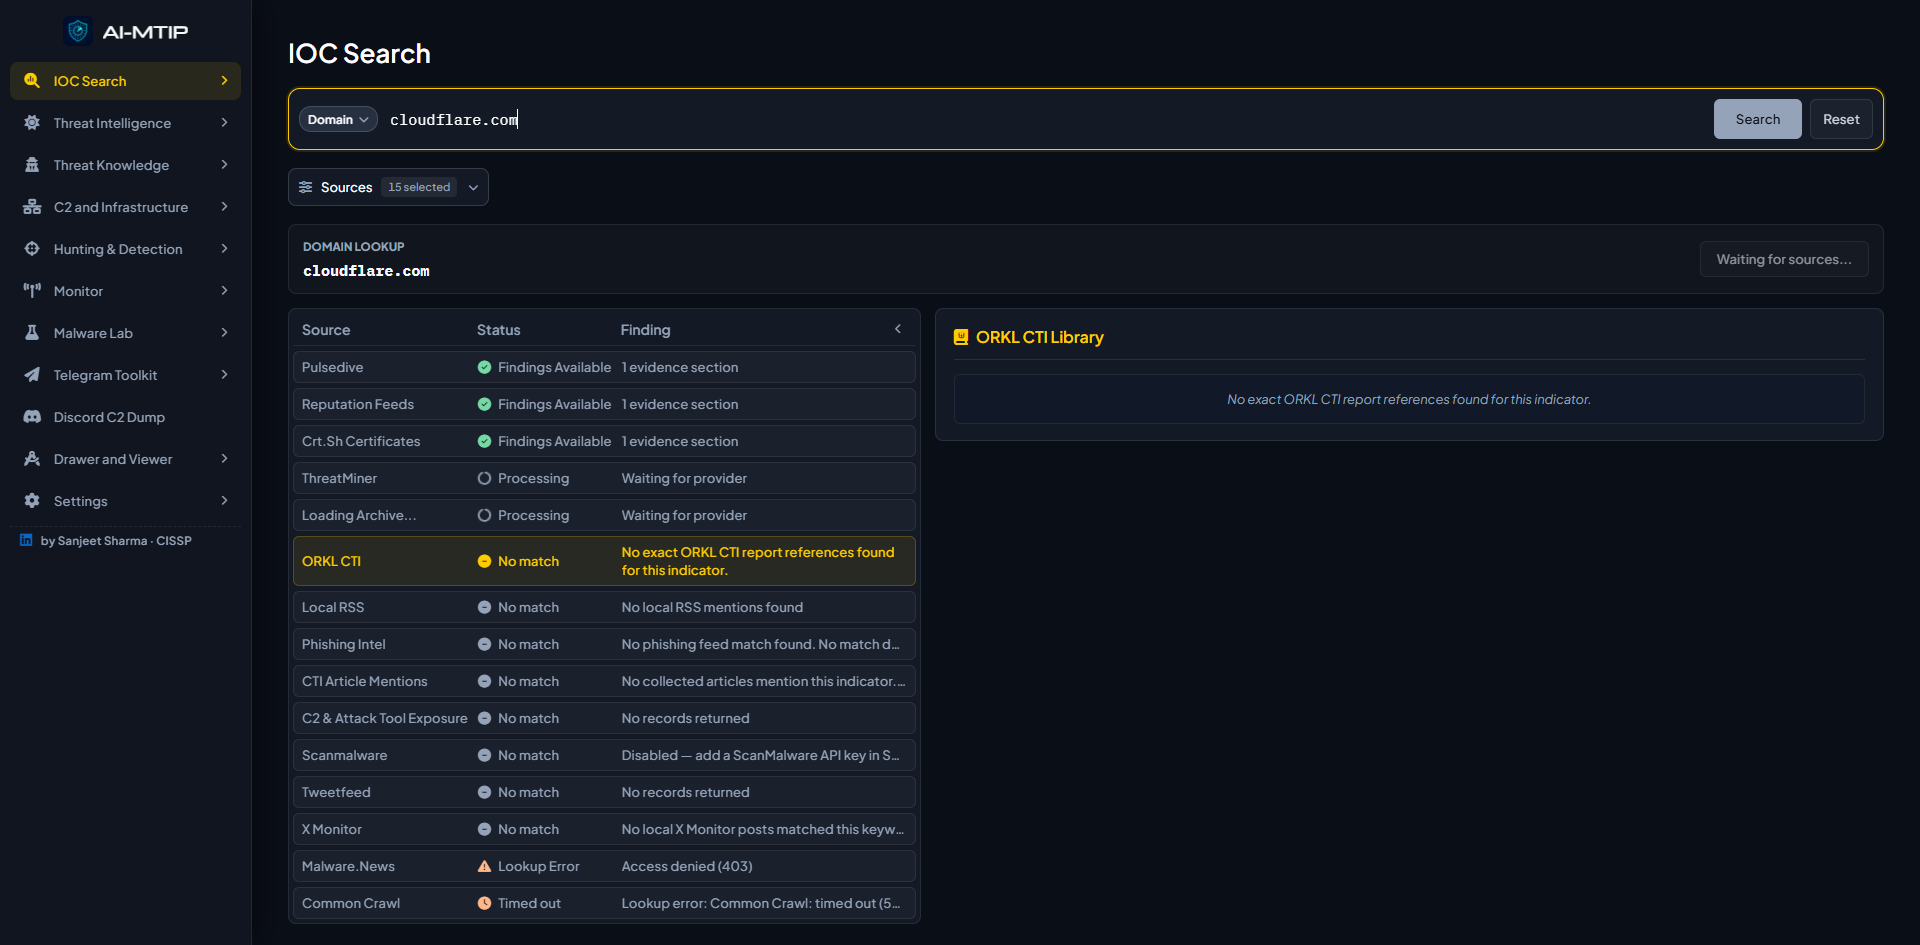 AI-MTIP
IOC Search
Threat Intelligence
Threat Knowledge
C2 and Infrastructure
Hunting & Detection
Monitor
Malware Lab
Telegram Toolkit
Discord C2 Dump
Drawer and Viewer
Settings
by Sanjeet Sharma · CISSP
IOC Search
Domain cloudflare.com Search Reset
Sources 15 selected
DOMAIN LOOKUP
cloudflare.com
Waiting for sources...
Source Status Finding
Pulsedive Findings Available 1 evidence section
Reputation Feeds Findings Available 1 evidence section
Crt.Sh Certificates Findings Available 1 evidence section
ThreatMiner Processing Waiting for provider
Loading Archive... Processing Waiting for provider
ORKL CTI No match No exact ORKL CTI report references found
for this indicator.
Local RSS No match No local RSS mentions found
Phishing Intel No match No phishing feed match found. No match d...
CTI Article Mentions No match No collected articles mention this indicator....
C2 & Attack Tool Exposure No match No records returned
Scanmalware No match Disabled — add a ScanMalware API key in S...
Tweetfeed No match No records returned
X Monitor No match No local X Monitor posts matched this keyw...
Malware.News Lookup Error Access denied (403)
Common Crawl Timed out Lookup error: Common Crawl: timed out (5...
ORKL CTI Library
No exact ORKL CTI report references found for this indicator.